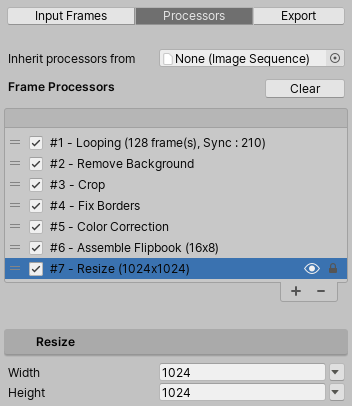 Input Frames Processors Export
Inherit processors from None (Image Sequence)
Frame Processors Clear
#1 - Looping (128 frame(s), Sync : 210)
#2 - Remove Background
#3 - Crop
#4 - Fix Borders
#5 - Color Correction
#6 - Assemble Flipbook (16x8)
#7 - Resize (1024x1024)
Resize
Width 1024
Height 1024